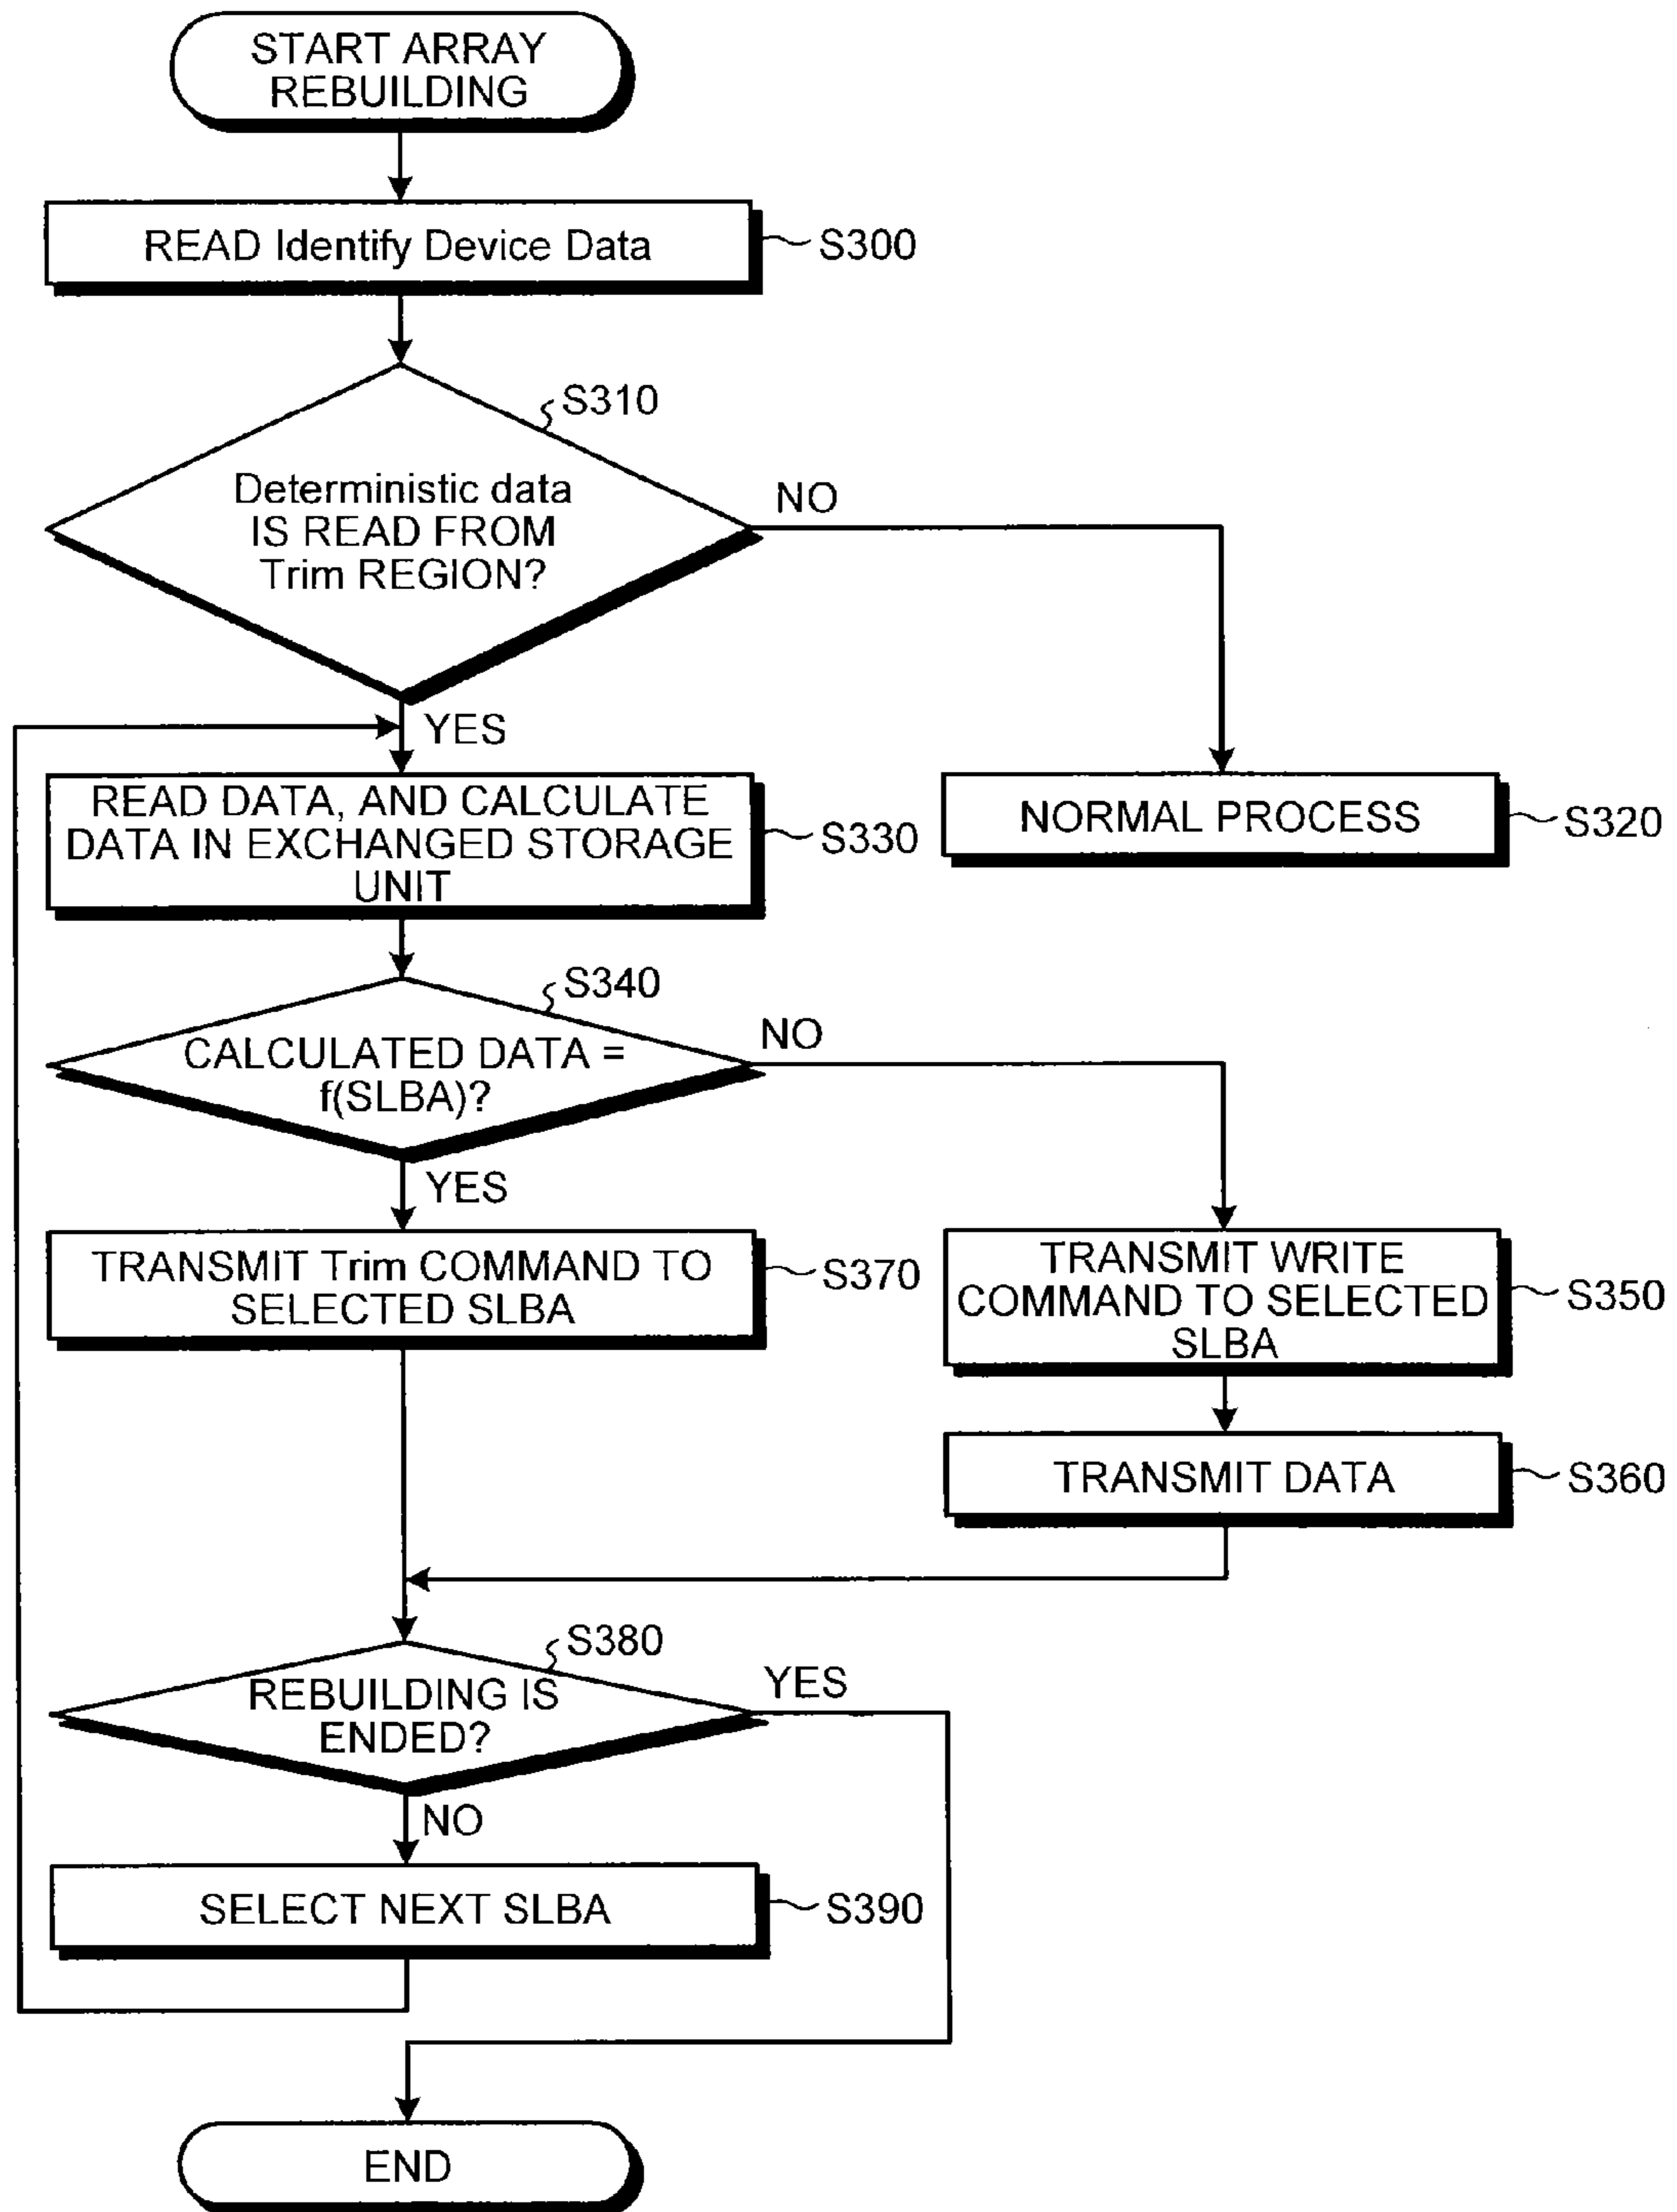 START ARRAY
REBUILDING
READ Identify Device Data
S300
S310
Deterministic data
IS READ FROM
Trim REGION?
NO
YES
READ DATA, AND CALCULATE
DATA IN EXCHANGED STORAGE
UNIT
S330
NORMAL PROCESS
S320
S340
CALCULATED DATA =
f(SLBA)?
NO
YES
TRANSMIT Trim COMMAND TO
SELECTED SLBA
S370
TRANSMIT WRITE
COMMAND TO SELECTED
SLBA
S350
TRANSMIT DATA
S360
S380
REBUILDING IS
ENDED?
YES
NO
SELECT NEXT SLBA
S390
END